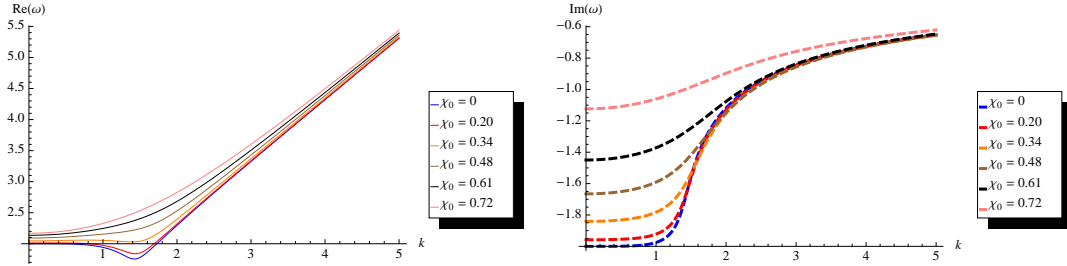 Re(ω)
5.5
5.0
4.5
4.0
3.5
3.0
2.5
1
2
3
4
5
k
χ0 = 0
χ0 = 0.20
χ0 = 0.34
χ0 = 0.48
χ0 = 0.61
χ0 = 0.72
Im(ω)
−0.6
−0.8
−1.0
−1.2
−1.4
−1.6
−1.8
1
2
3
4
5
k
χ0 = 0
χ0 = 0.20
χ0 = 0.34
χ0 = 0.48
χ0 = 0.61
χ0 = 0.72